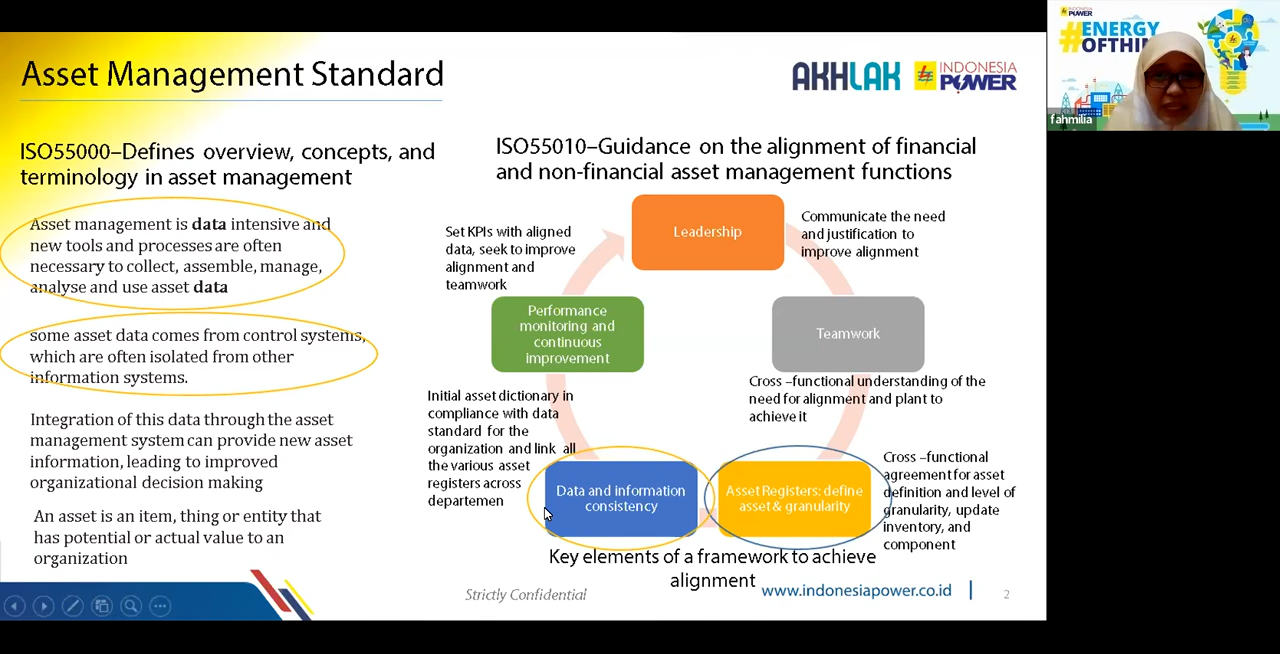 Asset Management Standard
AKHLAK
INDONESIA
POWER
ISO55000–Defines overview, concepts, and
terminology in asset management
Asset management is data intensive and
new tools and processes are often
necessary to collect, assemble, manage,
analyse and use asset data
some asset data comes from control systems,
which are often isolated from other
information systems.
Integration of this data through the asset
management system can provide new asset
information, leading to improved
organizational decision making
An asset is an item, thing or entity that
has potential or actual value to an
organization
ISO55010–Guidance on the alignment of financial
and non-financial asset management functions
Leadership
Communicate the need
and justification to
improve alignment
Teamwork
Cross –functional understanding of the
need for alignment and plant to
achieve it
Asset Registers: define
asset & granularity
Cross –functional
agreement for asset
definition and level of
granularity, update
inventory, and
component
Data and information
consistency
Initial asset dictionary in
compliance with data
standard for the
organization and link all
the various asset
registers across
departemen
Performance
monitoring and
continuous
improvement
Set KPIs with aligned
data, seek to improve
alignment and
teamwork
Key elements of a framework to achieve
alignment
Strictly Confidential
www.indonesiapower.co.id
2
INDONESIA
POWER
#ENERGY
OFTHI
fahmilia